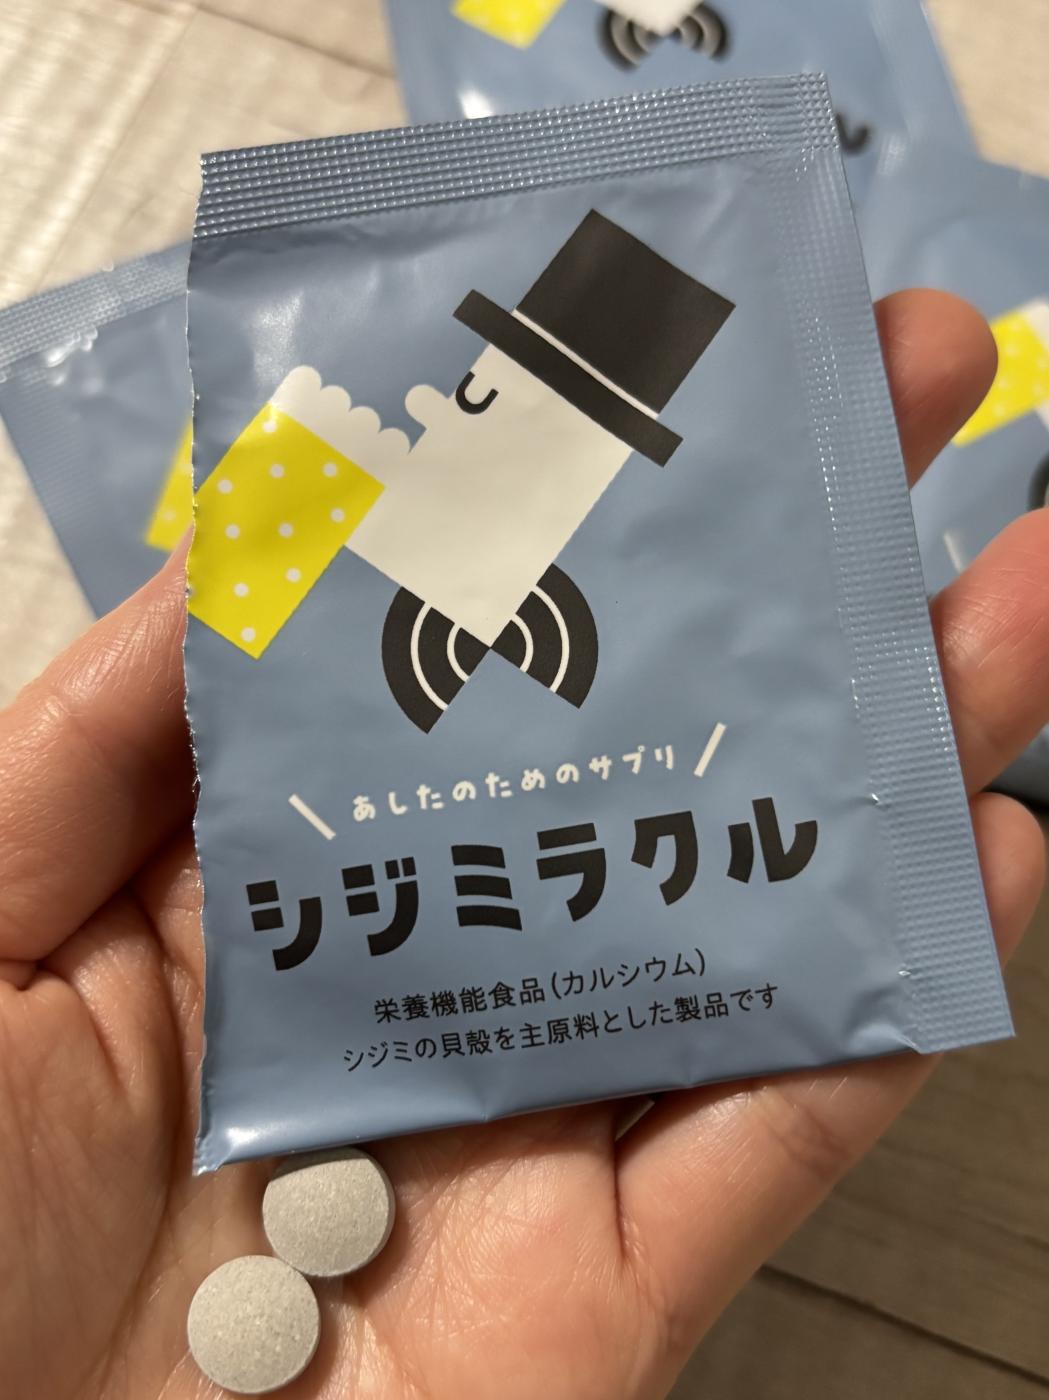 あしたのためのサプリ
シジミラクル
栄養機能食品(カルシウム)
シジミの貝殻を主原料とした製品です